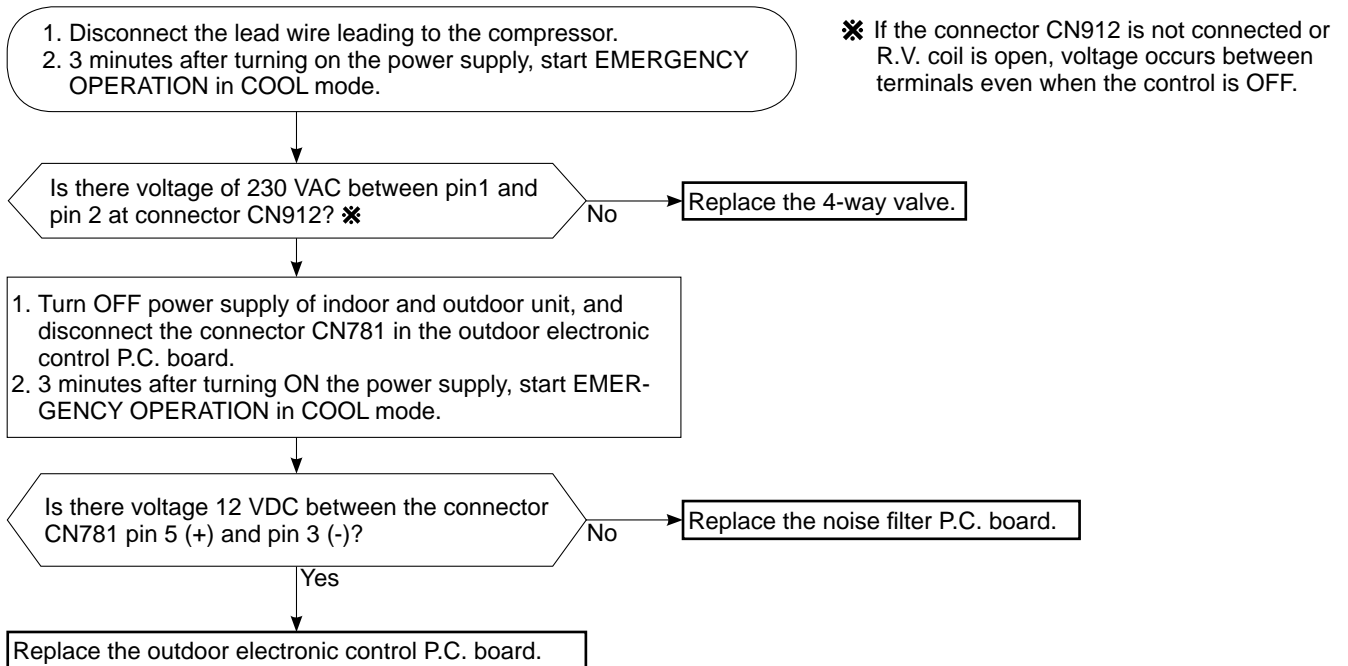 1. Disconnect the lead wire leading to the compressor.
2. 3 minutes after turning on the power supply, start EMERGENCY
OPERATION in COOL mode.
※ If the connector CN912 is not connected or
R.V. coil is open, voltage occurs between
terminals even when the control is OFF.
Is there voltage of 230 VAC between pin1 and
pin 2 at connector CN912? ※
No
Replace the 4-way valve.
1. Turn OFF power supply of indoor and outdoor unit, and
disconnect the connector CN781 in the outdoor electronic
control P.C. board.
2. 3 minutes after turning ON the power supply, start EMER-
GENCY OPERATION in COOL mode.
Is there voltage 12 VDC between the connector
CN781 pin 5 (+) and pin 3 (-)?
No
Replace the noise filter P.C. board.
Yes
Replace the outdoor electronic control P.C. board.